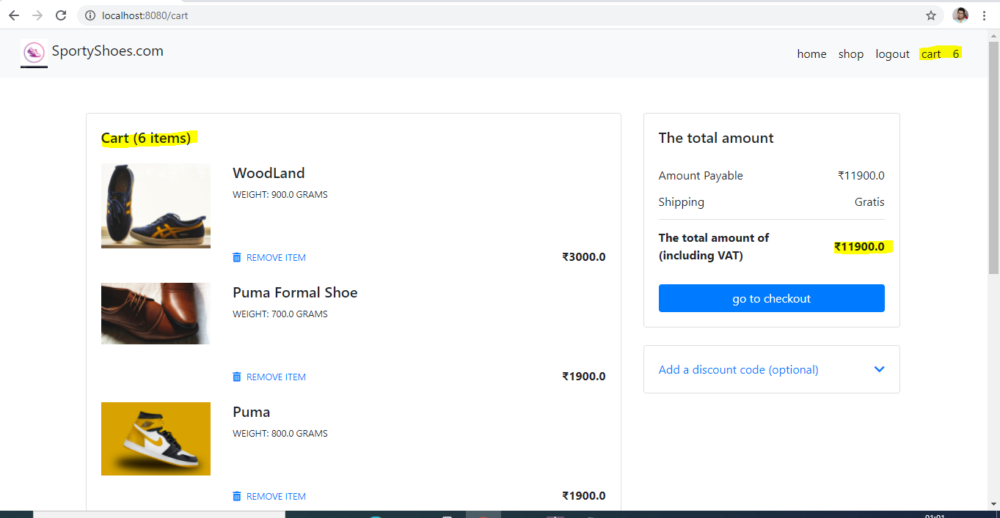 localhost:8080/cart
SportyShoes.com
home shop logout cart 6
Cart (6 items)
WoodLand
WEIGHT: 900.0 GRAMS
REMOVE ITEM ₹3000.0
Puma Formal Shoe
WEIGHT: 700.0 GRAMS
REMOVE ITEM ₹1900.0
Puma
WEIGHT: 800.0 GRAMS
REMOVE ITEM ₹1900.0
The total amount
Amount Payable ₹11900.0
Shipping Gratis
The total amount of
(including VAT) ₹11900.0
go to checkout
Add a discount code (optional)